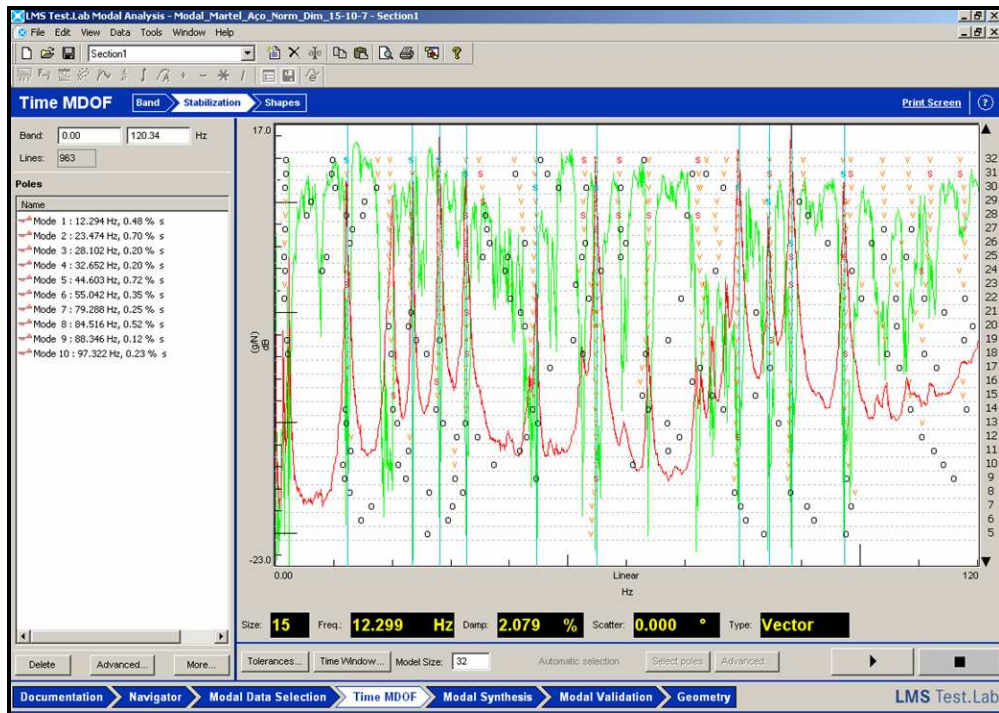 LMS Test.Lab Modal Analysis - Modal_Martel_Aço_Norm_Dim_15-10-7 - Section1
File Edit View Data Tools Window Help
Section1
Time MDOF Band Stabilization Shapes Print Screen
Band: 0.00 120.34 Hz
Lines: 963
Poles
Name
Mode 1 : 12.294 Hz, 0.48 % s
Mode 2 : 23.474 Hz, 0.70 % s
Mode 3 : 28.102 Hz, 0.20 % s
Mode 4 : 32.652 Hz, 0.20 % s
Mode 5 : 44.603 Hz, 0.72 % s
Mode 6 : 55.042 Hz, 0.35 % s
Mode 7 : 79.288 Hz, 0.25 % s
Mode 8 : 84.516 Hz, 0.52 % s
Mode 9 : 88.346 Hz, 0.12 % s
Mode 10 : 97.322 Hz, 0.23 % s
17.0
(g/N)
dB
-23.0
32
31
30
29
28
27
26
25
24
23
22
21
20
19
18
17
16
15
14
13
12
11
10
9
8
7
6
5
0.00 Linear 120
Hz
Size: 15 Freq.: 12.299 Hz Damp: 2.079 % Scatter: 0.000 ° Type: Vector
Delete Advanced... More... Tolerances... Time Window... Model Size: 32 Automatic selection Select poles Advanced...
Documentation Navigator Modal Data Selection Time MDOF Modal Synthesis Modal Validation Geometry LMS Test.Lab